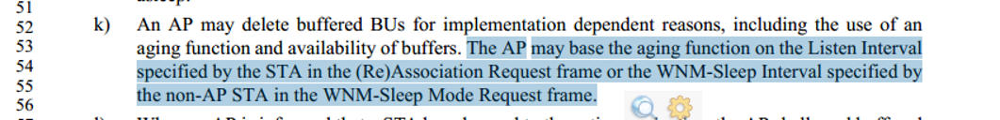 51
52 k) An AP may delete buffered BUs for implementation dependent reasons, including the use of an
53 aging function and availability of buffers. The AP may base the aging function on the Listen Interval
54 specified by the STA in the (Re)Association Request frame or the WNM-Sleep Interval specified by
55 the non-AP STA in the WNM-Sleep Mode Request frame.
56